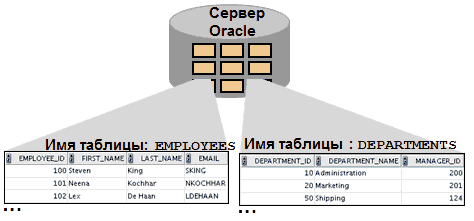 Сервер
Oracle
Имя таблицы: EMPLOYEES
EMPLOYEE_ID FIRST_NAME LAST_NAME EMAIL
100 Steven King SKING
101 Neena Kochhar NKOCHHAR
102 Lex De Haan LDEHAAN
...
Имя таблицы : DEPARTMENTS
DEPARTMENT_ID DEPARTMENT_NAME MANAGER_ID
10 Administration 200
20 Marketing 201
50 Shipping 124
...